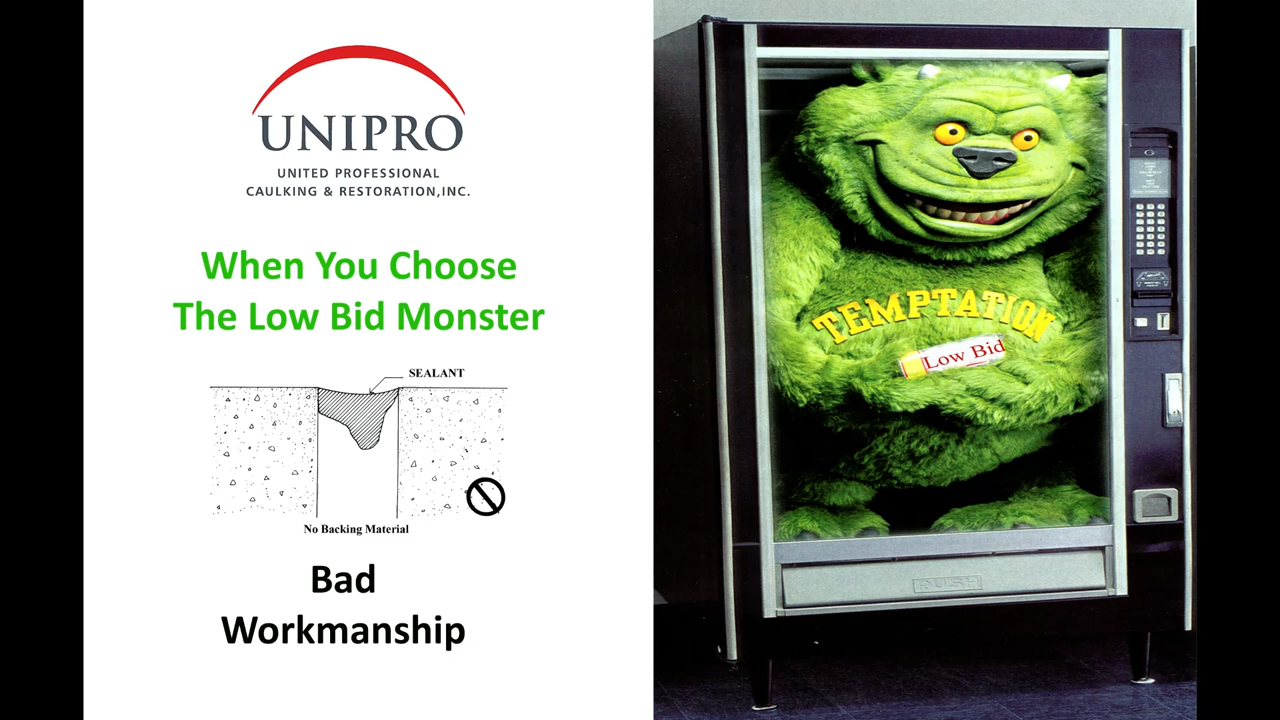 UNIPRO
UNITED PROFESSIONAL
CAULKING & RESTORATION,INC.
When You Choose
The Low Bid Monster
SEALANT
No Backing Material
Bad
Workmanship
TEMPTATION
Low Bid
PUSH